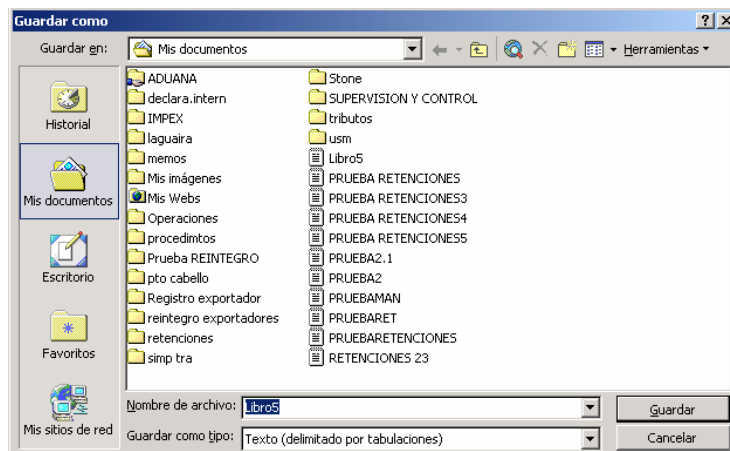 Guardar como
Guardar en:
Mis documentos
Herramientas
Historial
Mis documentos
Escritorio
Favoritos
Mis sitios de red
ADUANA
declara.intern
IMPEX
laguaira
memos
Mis imágenes
Mis Webs
Operaciones
procedimtos
Prueba REINTEGRO
pto cabello
Registro exportador
reintegro exportadores
retenciones
simp tra
Stone
SUPERVISION Y CONTROL
tributos
usm
Libro5
PRUEBA RETENCIONES
PRUEBA RETENCIONES3
PRUEBA RETENCIONES4
PRUEBA RETENCIONES5
PRUEBA2.1
PRUEBA2
PRUEBAMAN
PRUEBARET
PRUEBARETENCIONES
RETENCIONES 23
Nombre de archivo:
Libro5
Guardar
Guardar como tipo:
Texto (delimitado por tabulaciones)
Cancelar